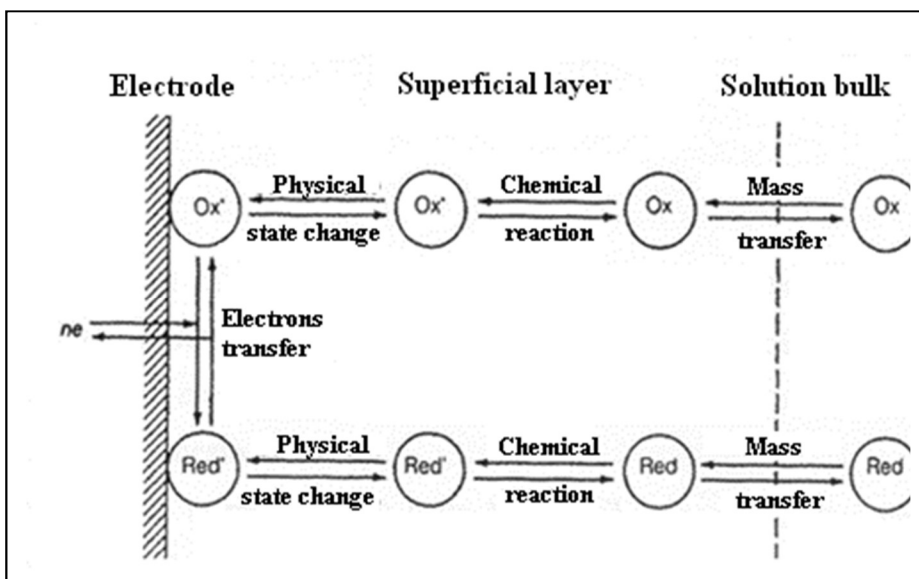 Electrode Superficial layer Solution bulk
Physical Chemical Mass
Ox* Ox* Ox Ox
state change reaction transfer
ne Electrons
transfer
Physical Chemical Mass
Red* Red* Red Red
state change reaction transfer